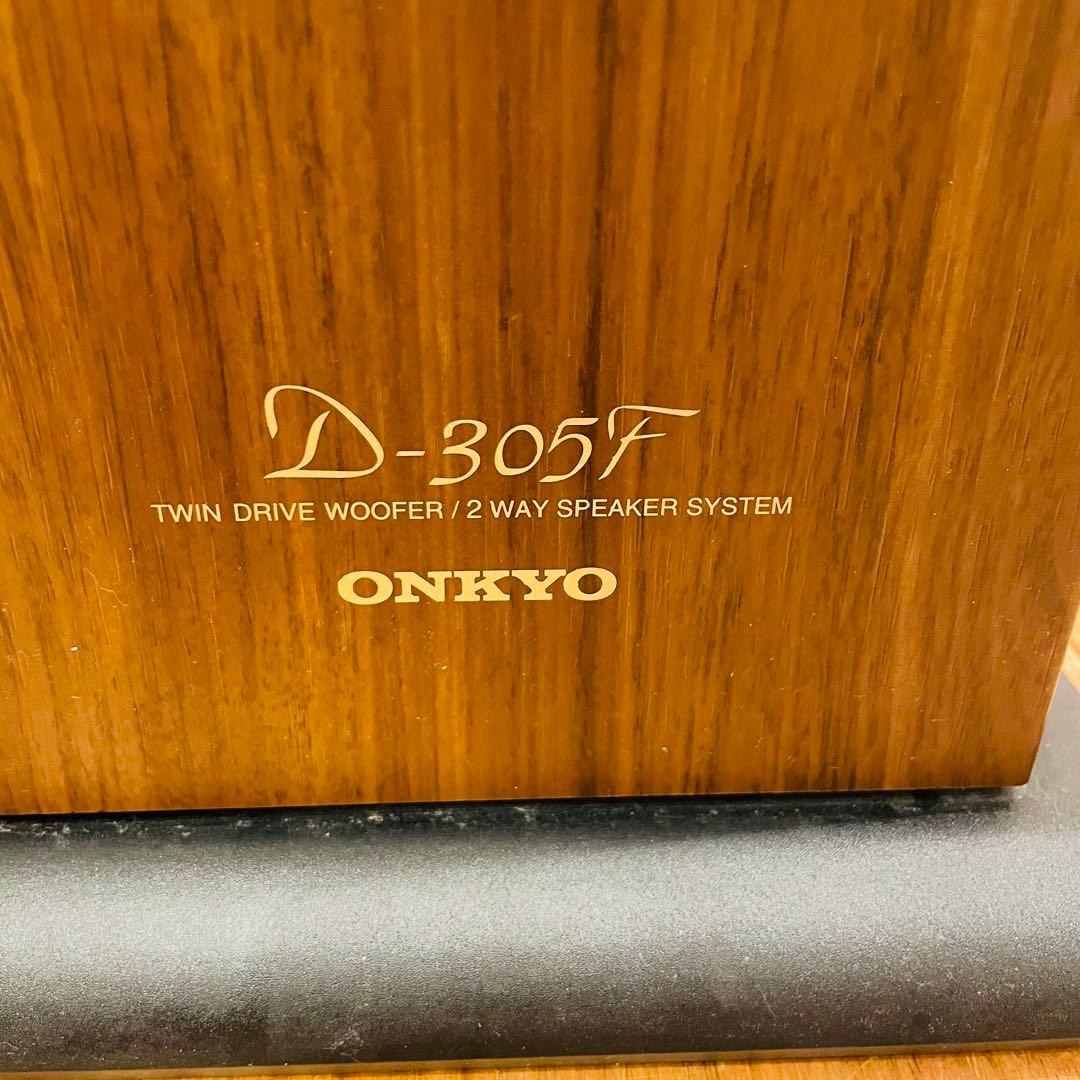 D-305F
TWIN DRIVE WOOFER / 2 WAY SPEAKER SYSTEM
ONKYO